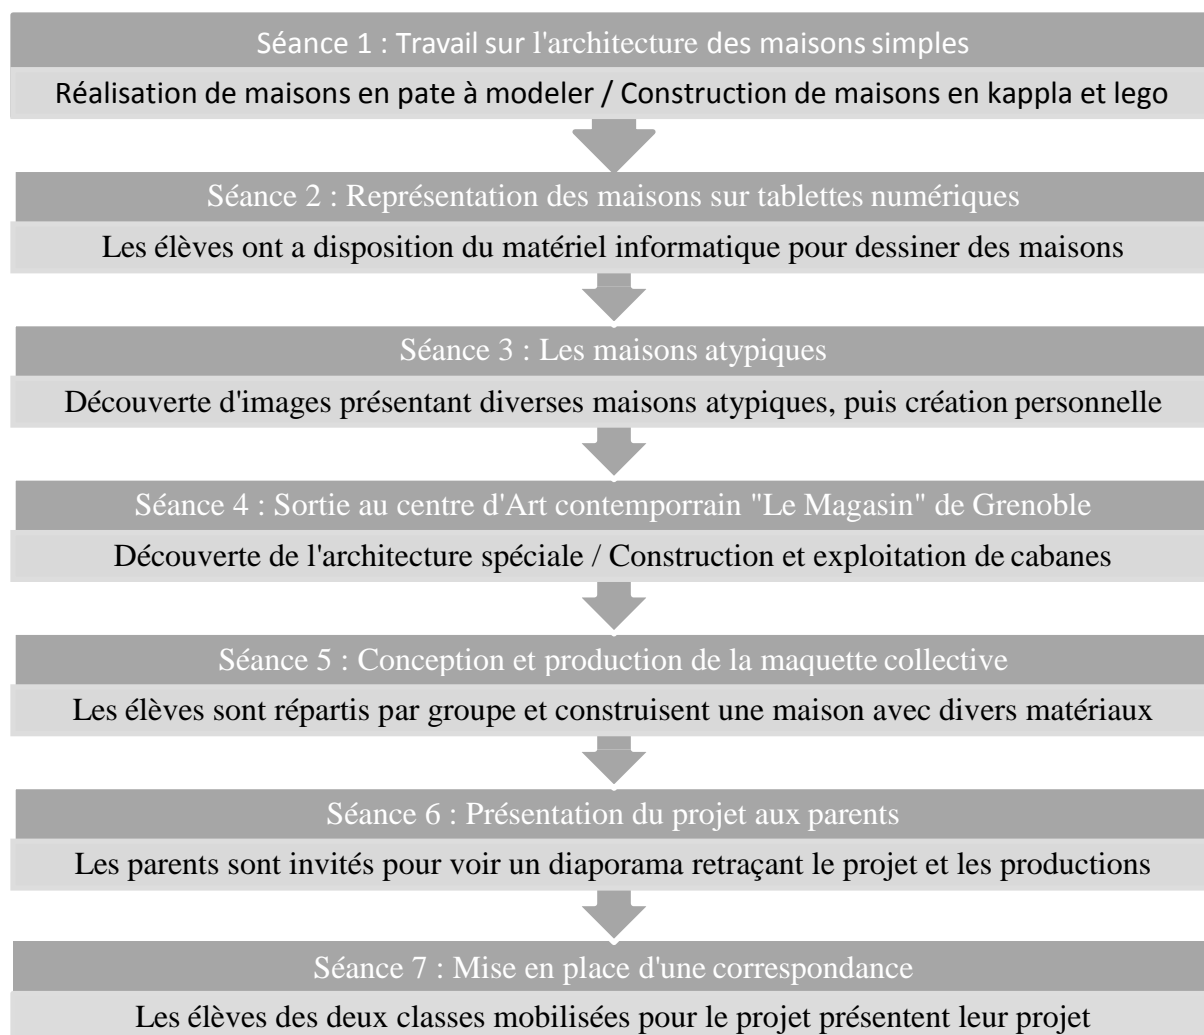 Séance 1 : Travail sur l'architecture des maisons simples
Réalisation de maisons en pate à modeler / Construction de maisons en kappla et lego
Séance 2 : Représentation des maisons sur tablettes numériques
Les élèves ont a disposition du matériel informatique pour dessiner des maisons
Séance 3 : Les maisons atypiques
Découverte d'images présentant diverses maisons atypiques, puis création personnelle
Séance 4 : Sortie au centre d'Art contemporrain "Le Magasin" de Grenoble
Découverte de l'architecture spéciale / Construction et exploitation de cabanes
Séance 5 : Conception et production de la maquette collective
Les élèves sont répartis par groupe et construisent une maison avec divers matériaux
Séance 6 : Présentation du projet aux parents
Les parents sont invités pour voir un diaporama retraçant le projet et les productions
Séance 7 : Mise en place d'une correspondance
Les élèves des deux classes mobilisées pour le projet présentent leur projet